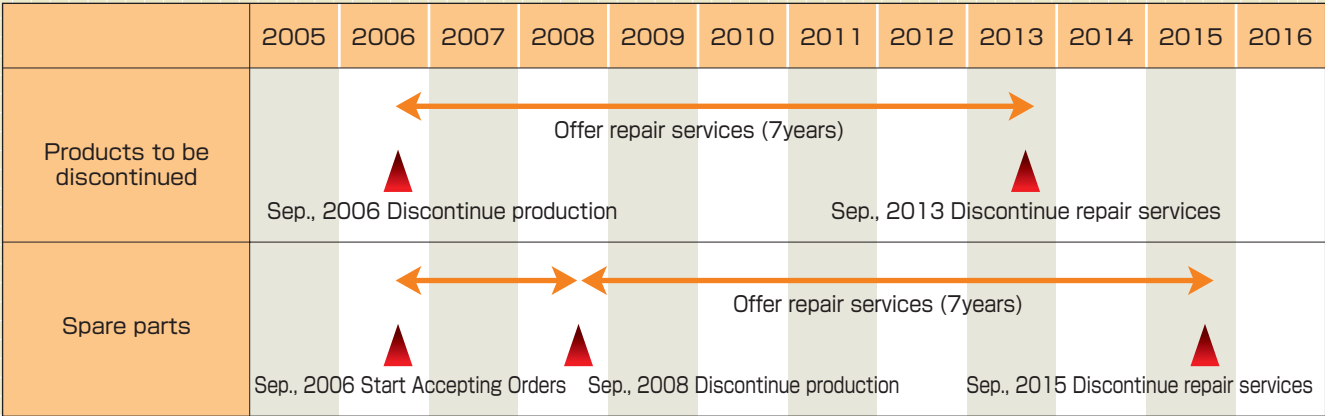 2005 2006 2007 2008 2009 2010 2011 2012 2013 2014 2015 2016
Products to be
discontinued
Offer repair services (7years)
Sep., 2006 Discontinue production
Sep., 2013 Discontinue repair services
Spare parts
Offer repair services (7years)
Sep., 2006 Start Accepting Orders
Sep., 2008 Discontinue production
Sep., 2015 Discontinue repair services